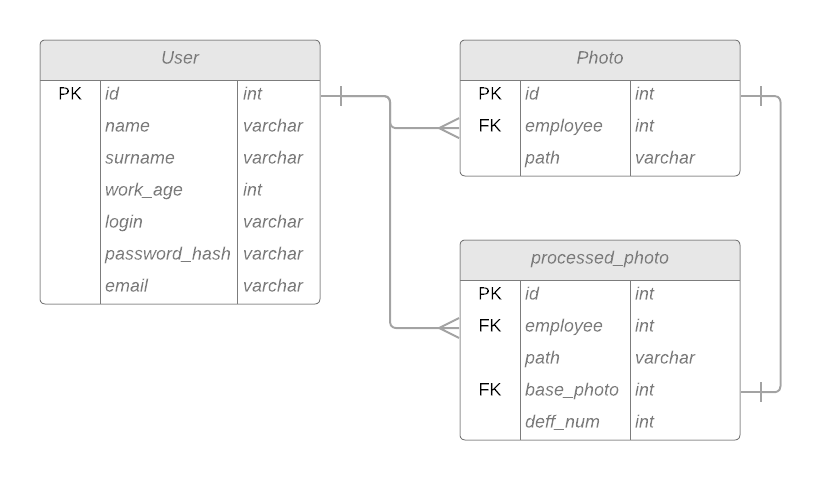 User
PK id int
name varchar
surname varchar
work_age int
login varchar
password_hash varchar
email varchar
Photo
PK id int
FK employee int
path varchar
processed_photo
PK id int
FK employee int
path varchar
FK base_photo int
deff_num int